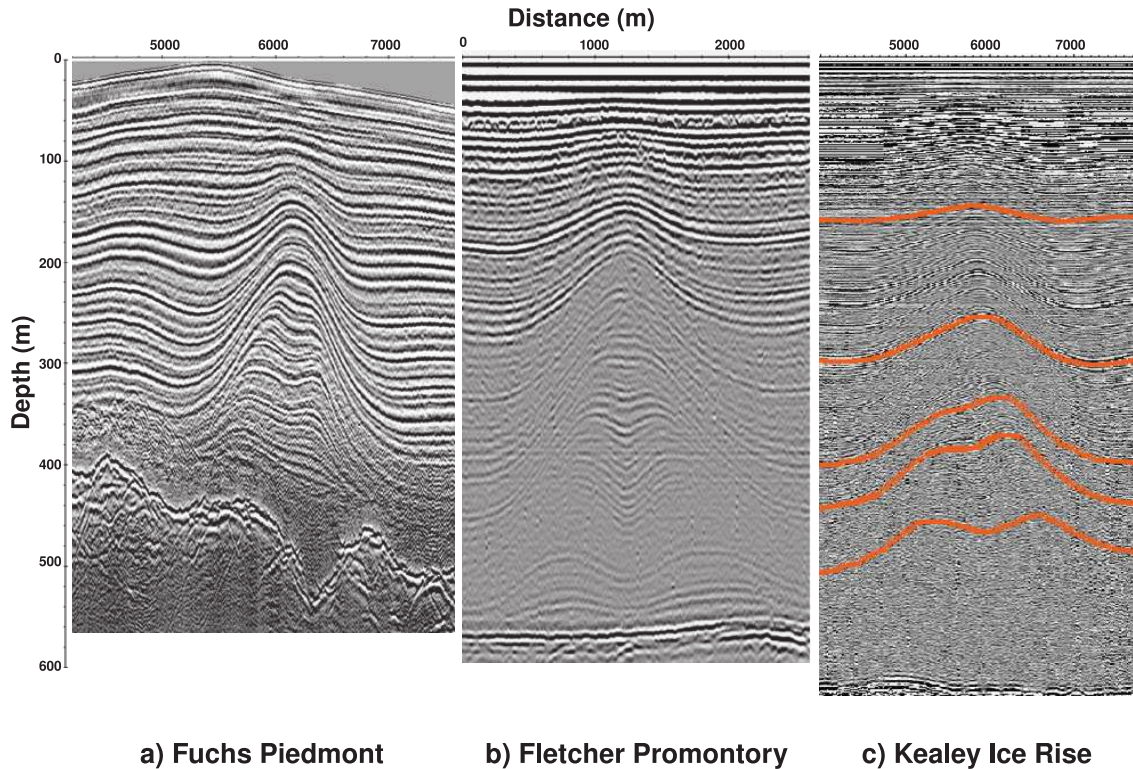 Distance (m)
5000 6000 7000
0 1000 2000
5000 6000 7000
Depth (m)
0
100
200
300
400
500
600
a) Fuchs Piedmont
b) Fletcher Promontory
c) Kealey Ice Rise